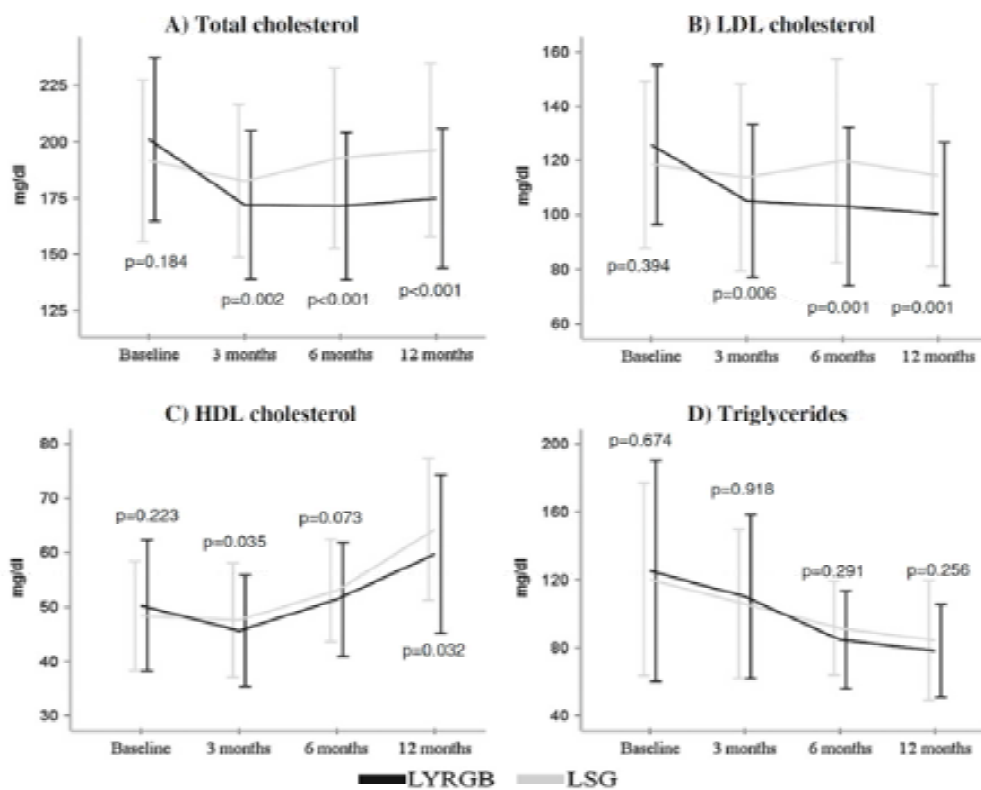 A) Total cholesterol
mg/dl
225
200
175
150
125
p=0.184
p=0.002
p<0.001
p<0.001
Baseline
3 months
6 months
12 months
B) LDL cholesterol
mg/dl
160
140
120
100
80
60
p=0.394
p=0.006
p=0.001
p=0.001
Baseline
3 months
6 months
12 months
C) HDL cholesterol
mg/dl
80
70
60
50
40
30
p=0.223
p=0.035
p=0.073
p=0.032
Baseline
3 months
6 months
12 months
D) Triglycerides
mg/dl
200
160
120
80
40
p=0.674
p=0.918
p=0.291
p=0.256
Baseline
3 months
6 months
12 months
LYRGB
LSG